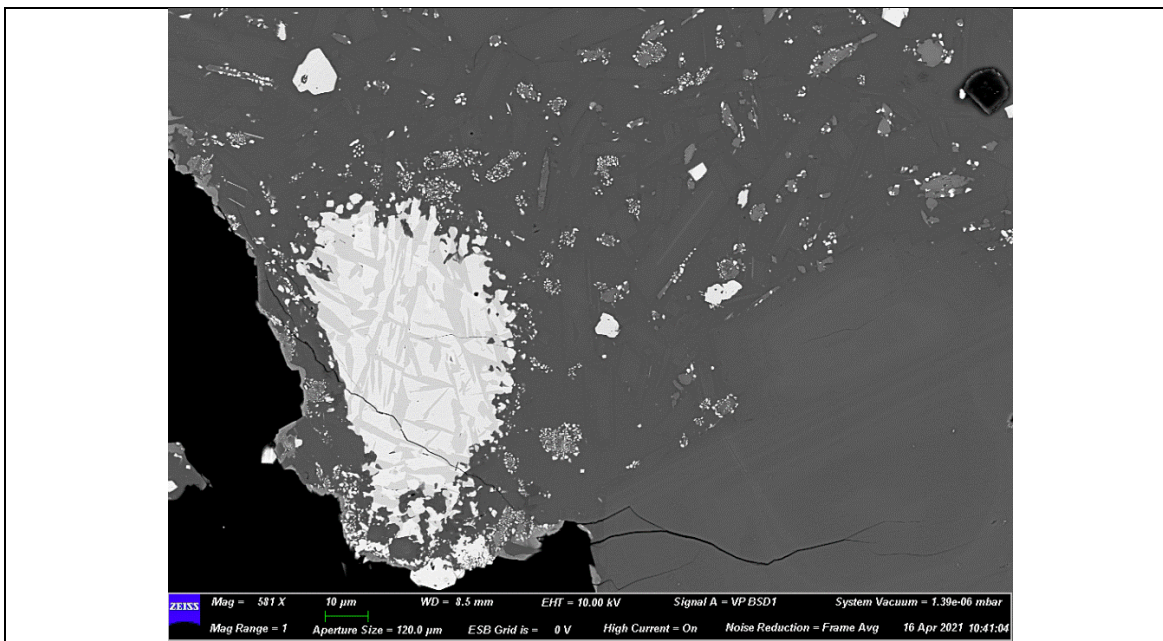 ZEISS Mag = 581 X 10 µm WD = 8.5 mm EHT = 10.00 kV Signal A = VP BSD1 System Vacuum = 1.39e-06 mbar
Mag Range = 1 Aperture Size = 120.0 µm ESB Grid is = 0 V High Current = On Noise Reduction = Frame Avg 16 Apr 2021 10:41:04